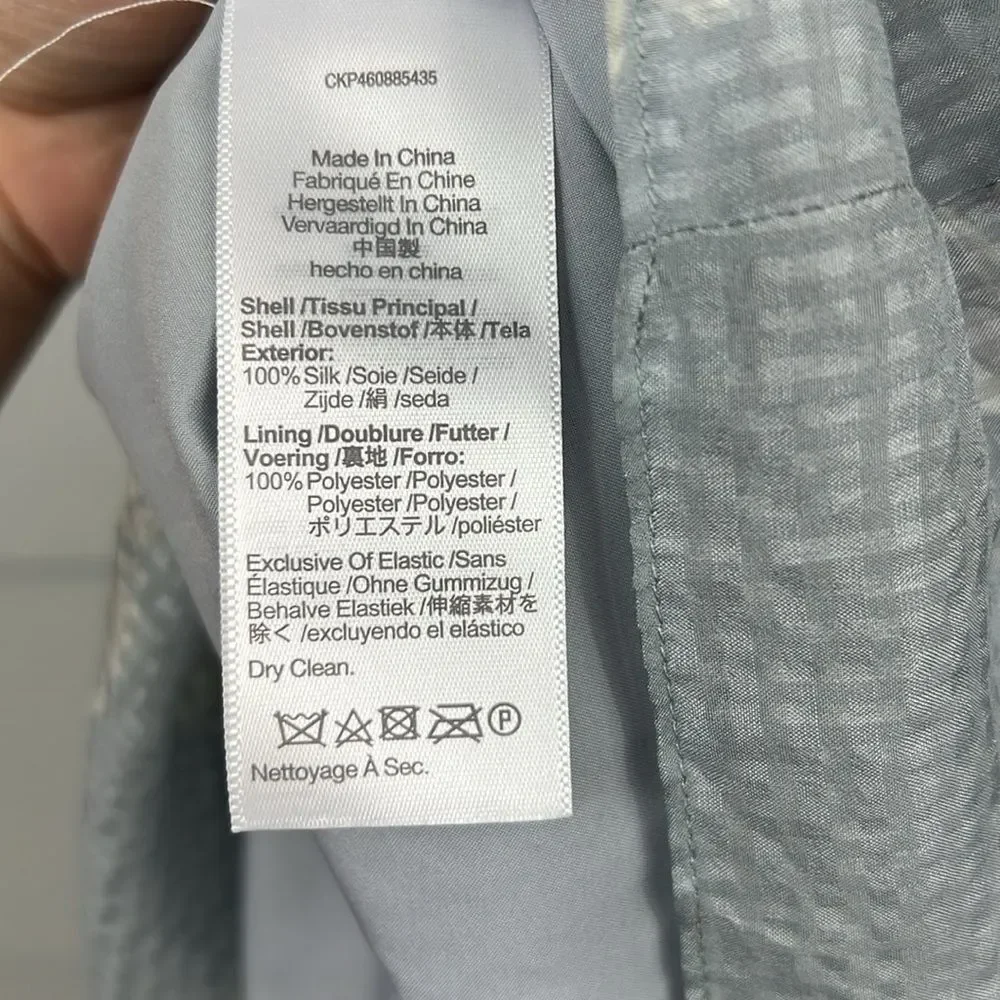 CKP460885435
Made In China
Fabriqué En Chine
Hergestellt In China
Vervaardigd In China
中国製
hecho en china
Shell /Tissu Principal /
Shell /Bovenstof /本体 /Tela
Exterior:
100% Silk /Soie /Seide /
Zijde /絹 /seda
Lining /Doublure /Futter /
Voering /裏地 /Forro:
100% Polyester /Polyester /
Polyester /Polyester /
ポリエステル /poliéster
Exclusive Of Elastic /Sans
Élastique /Ohne Gummizug /
Behalve Elastiek /伸縮素材を
除く /excluyendo el elástico
Dry Clean.
P
Nettoyage À Sec.